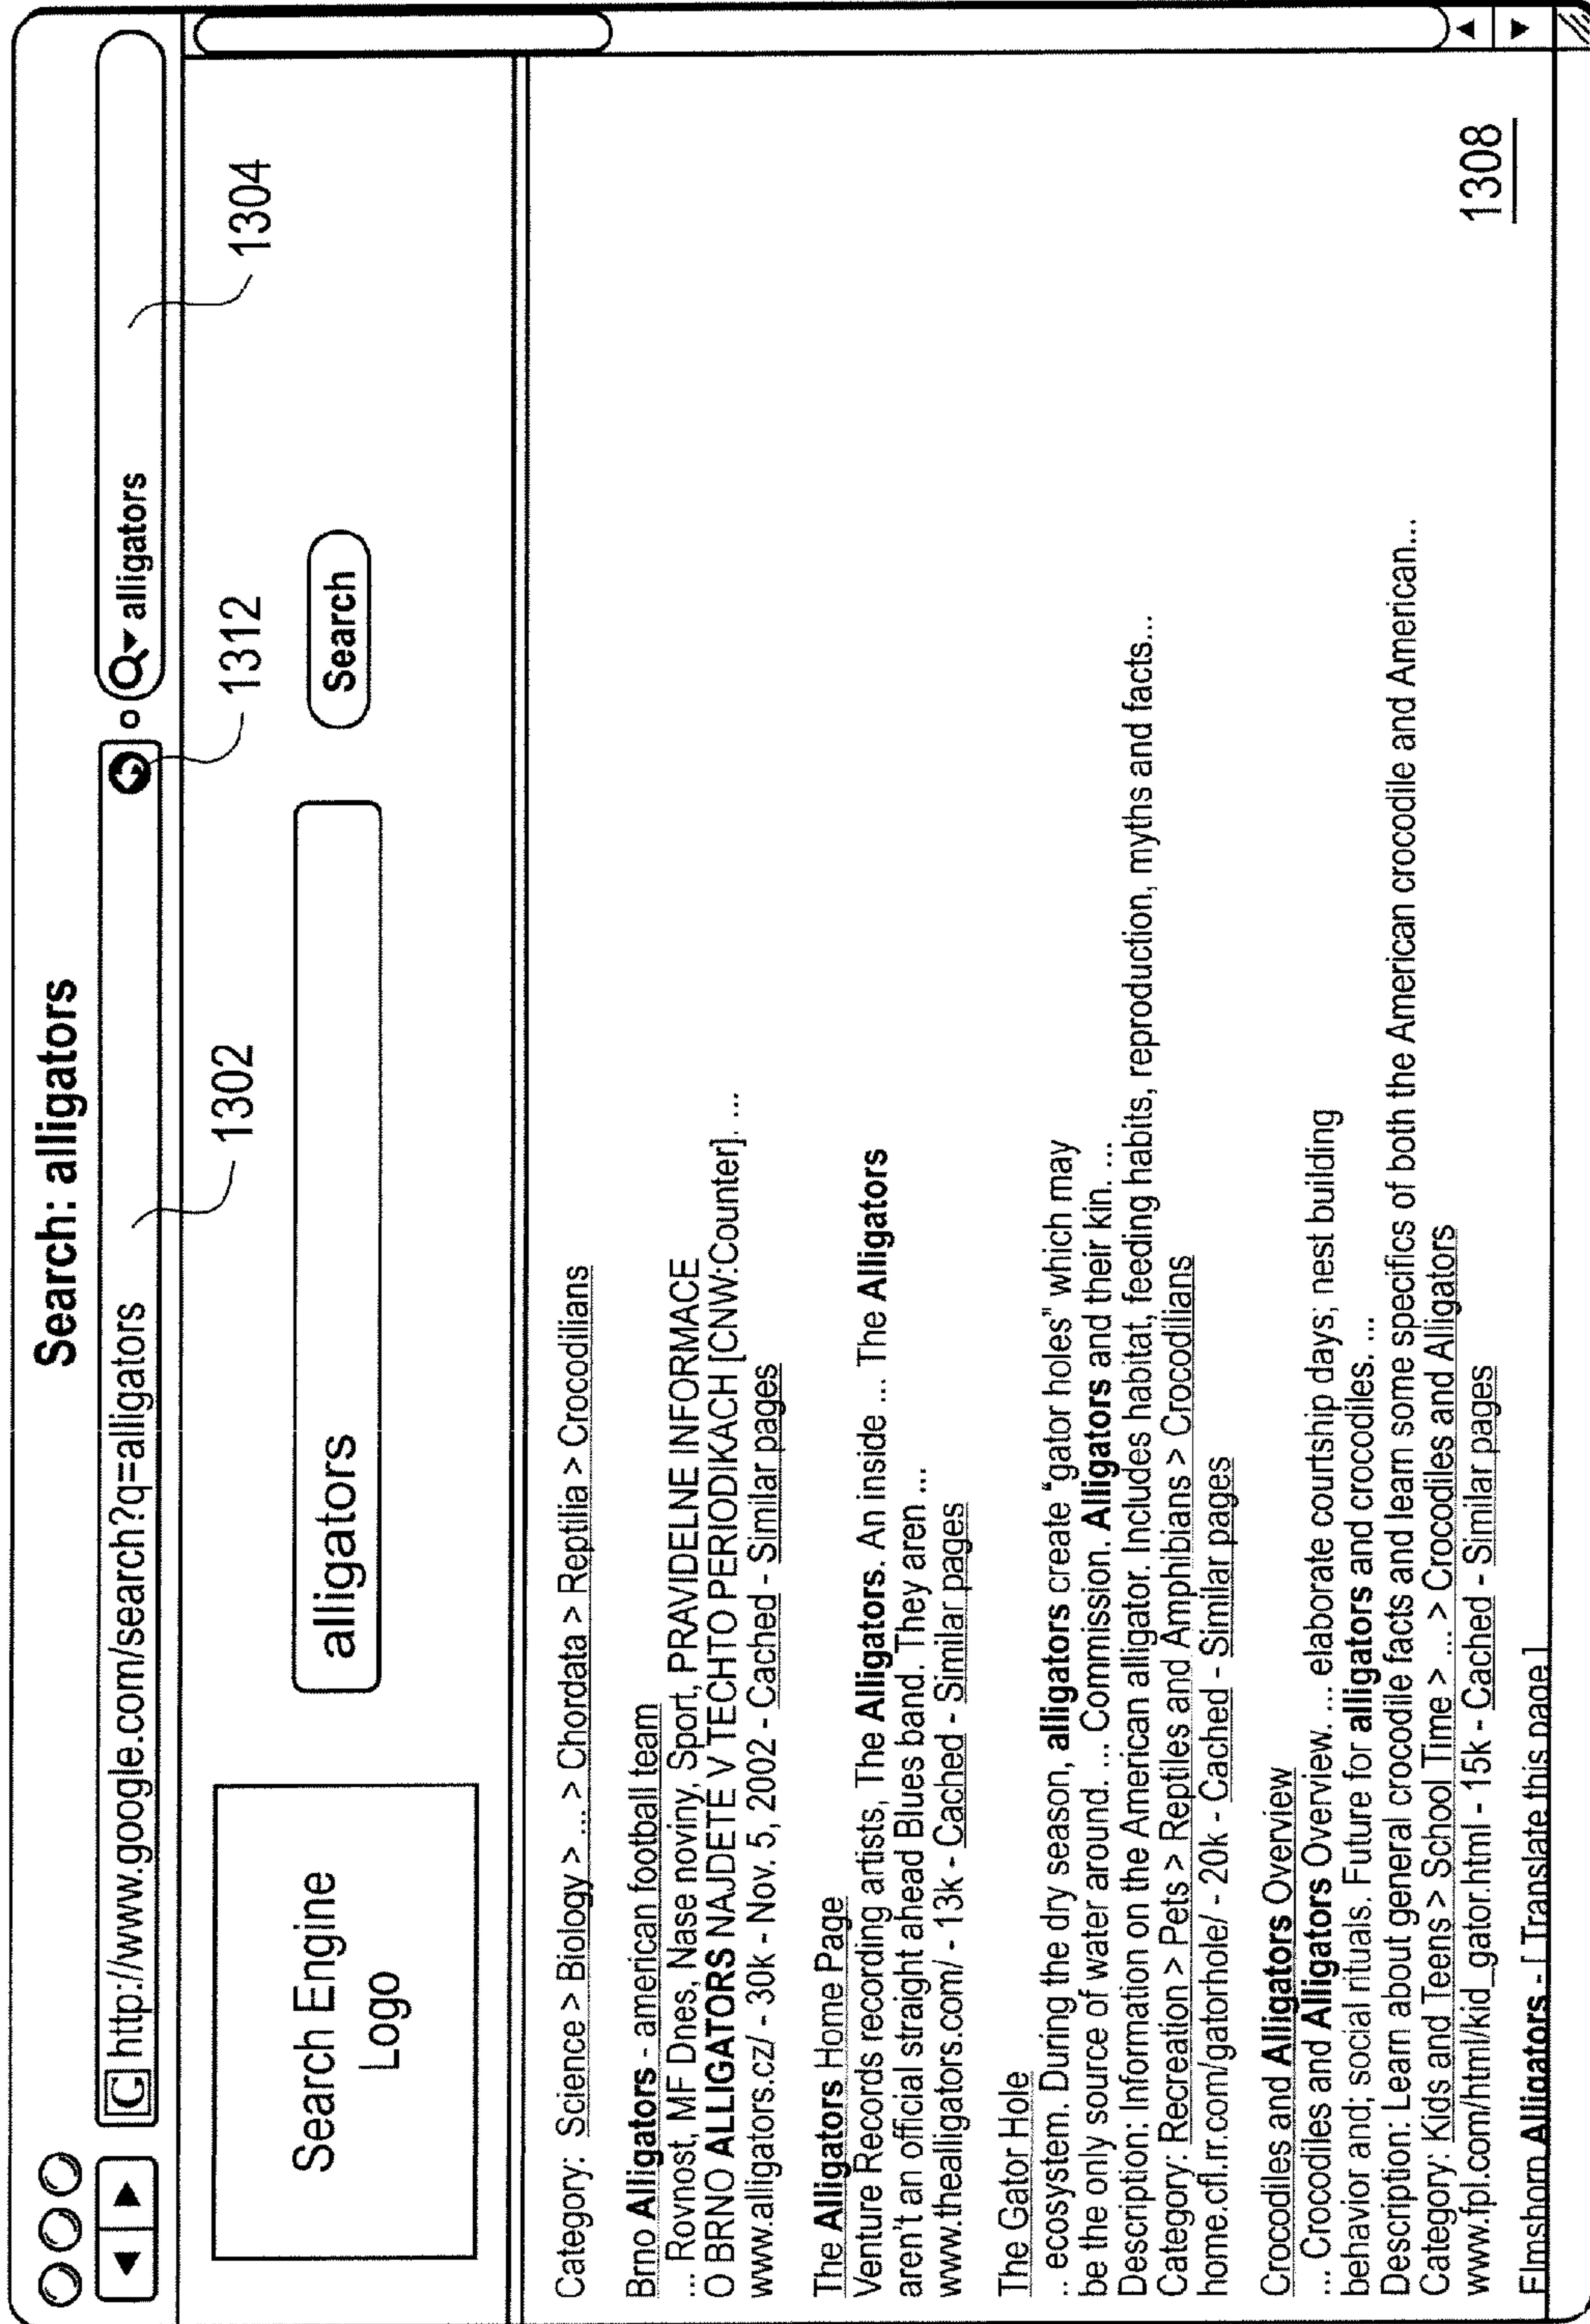 Search: alligators
G http://www.google.com/search?q=alligators
alligators
1302
1312
1304
Search Engine
Logo
alligators
Search
Category: Science > Biology > ... > Chordata > Reptilia > Crocodilians
Brno Alligators - american football team
... Rovnost, MF Dnes, Nase noviny, Sport, PRAVIDELNE INFORMACE
O BRNO ALLIGATORS NAJDETE V TECHTO PERIODIKACH [CNW:Counter]. ...
www.alligators.cz/ - 30k - Nov. 5, 2002 - Cached - Similar pages
The Alligators Home Page
Venture Records recording artists, The Alligators. An inside ... The Alligators
aren't an official straight ahead Blues band. They aren ...
www.thealligators.com/ - 13k - Cached - Similar pages
The Gator Hole
.. ecosystem. During the dry season, alligators create "gator holes" which may
be the only source of water around. ... Commission. Alligators and their kin. ...
Description: Information on the American alligator. Includes habitat, feeding habits, reproduction, myths and facts...
Category: Recreation > Pets > Reptiles and Amphibians > Crocodilians
home.cfl.rr.com/gatorhole/ - 20k - Cached - Similar pages
Crocodiles and Alligators Overview
... Crocodiles and Alligators Overview. ... elaborate courtship days; nest building
behavior and; social rituals. Future for alligators and crocodiles. ...
Description: Learn about general crocodile facts and learn some specifics of both the American crocodile and American...
Category: Kids and Teens > School Time > ... > Crocodiles and Alligators
www.fpl.com/html/kid_gator.html - 15k - Cached - Similar pages
Elmshorn Alligators - [ Translate this page ]
1308